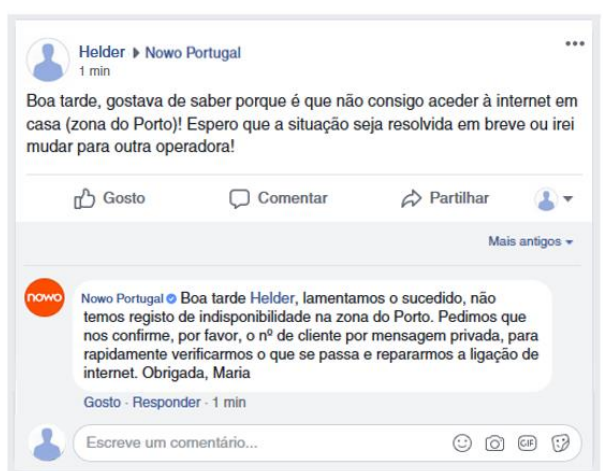 Helder ▸ Nowo Portugal
1 min
Boa tarde, gostava de saber porque é que não consigo aceder à internet em
casa (zona do Porto)! Espero que a situação seja resolvida em breve ou irei
mudar para outra operadora!
Gosto Comentar Partilhar
Mais antigos
nowo
Nowo Portugal Boa tarde Helder, lamentamos o sucedido, não
temos registo de indisponibilidade na zona do Porto. Pedimos que
nos confirme, por favor, o nº de cliente por mensagem privada, para
rapidamente verificarmos o que se passa e repararmos a ligação de
internet. Obrigada, Maria
Gosto · Responder · 1 min
Escreve um comentário... GIF